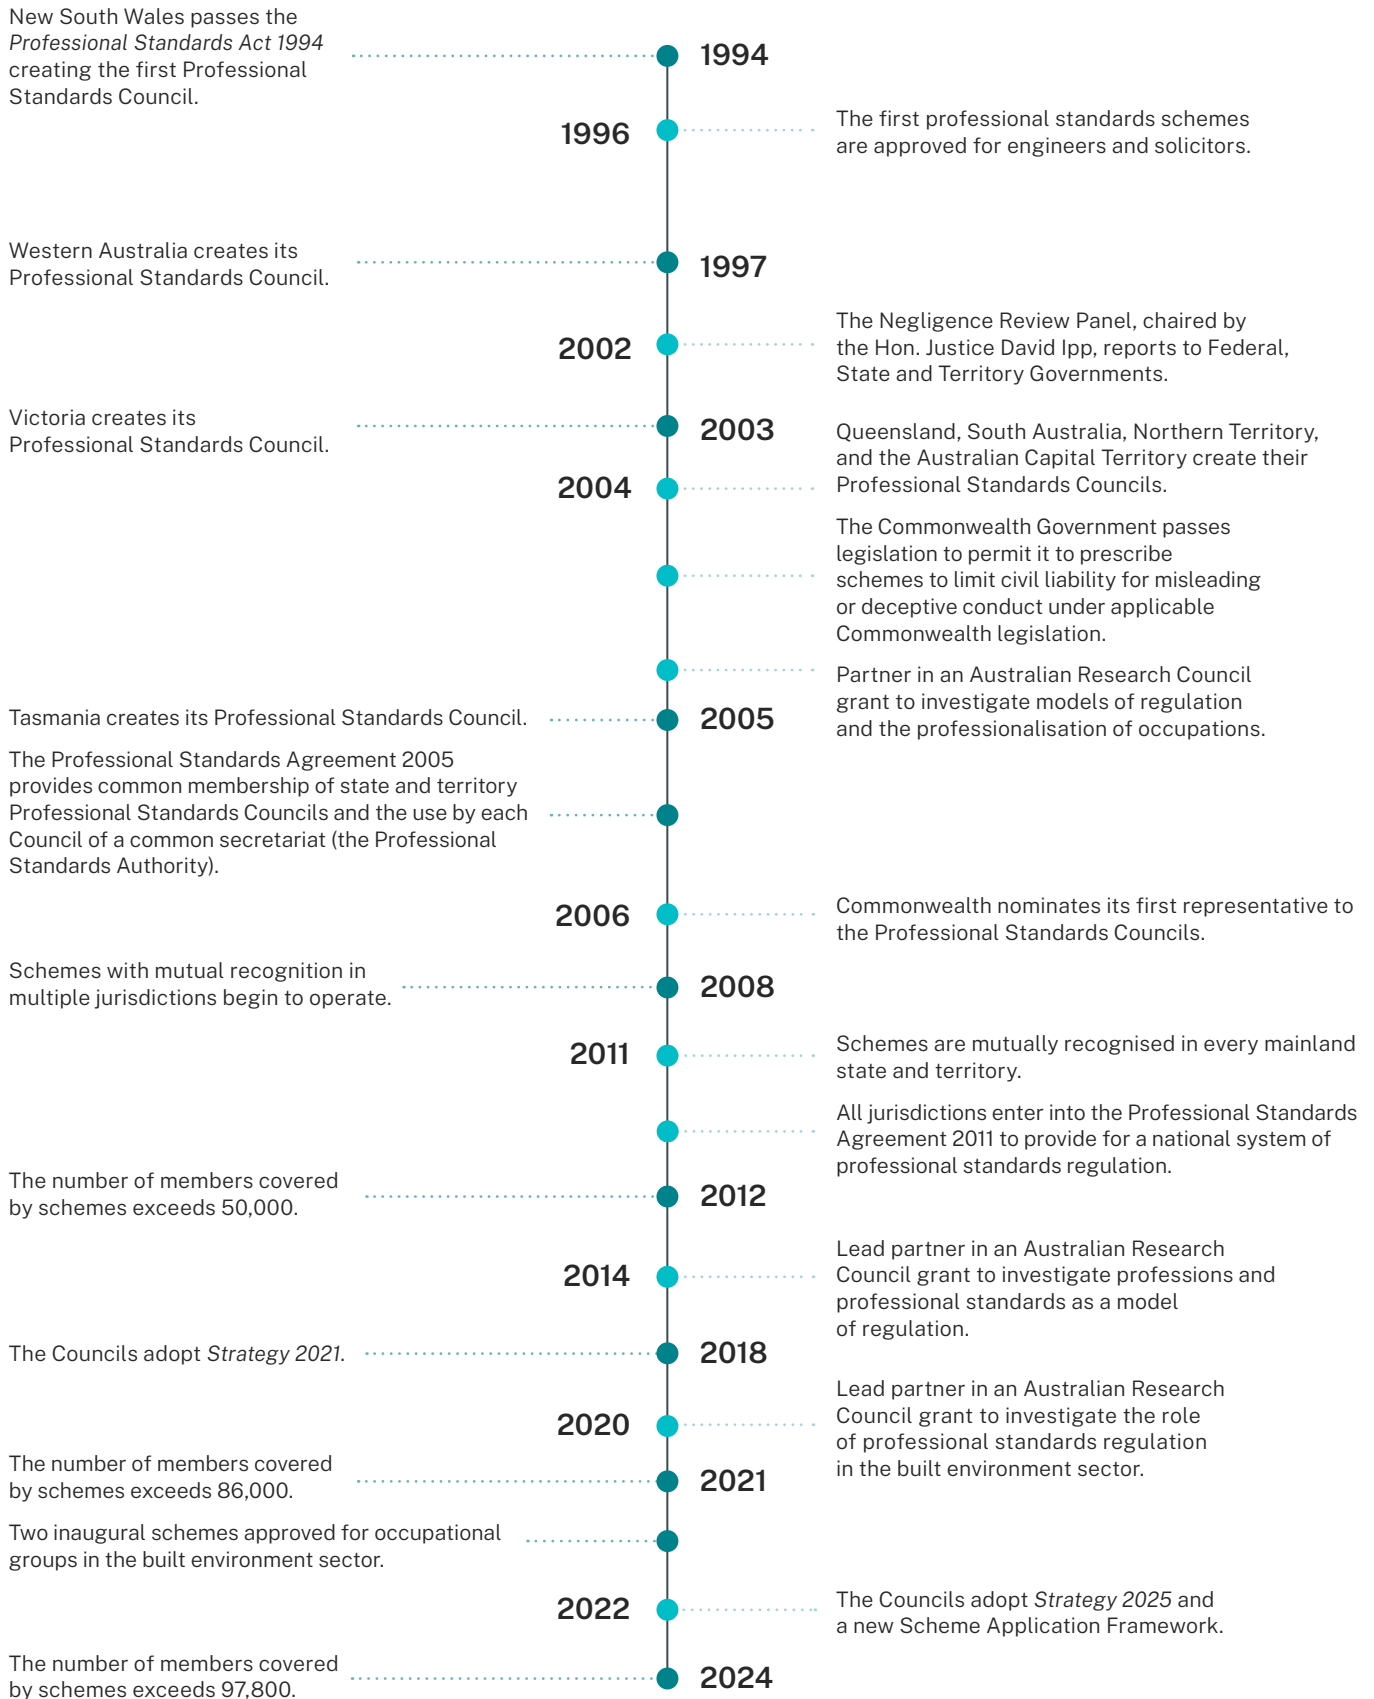 New South Wales passes the
Professional Standards Act 1994
creating the first Professional
Standards Council.
1994
1996
The first professional standards schemes
are approved for engineers and solicitors.
Western Australia creates its
Professional Standards Council.
1997
2002
The Negligence Review Panel, chaired by
the Hon. Justice David Ipp, reports to Federal,
State and Territory Governments.
Victoria creates its
Professional Standards Council.
2003
2004
Queensland, South Australia, Northern Territory,
and the Australian Capital Territory create their
Professional Standards Councils.
The Commonwealth Government passes
legislation to permit it to prescribe
schemes to limit civil liability for misleading
or deceptive conduct under applicable
Commonwealth legislation.
Partner in an Australian Research Council
grant to investigate models of regulation
and the professionalisation of occupations.
Tasmania creates its Professional Standards Council.
2005
The Professional Standards Agreement 2005
provides common membership of state and territory
Professional Standards Councils and the use by each
Council of a common secretariat (the Professional
Standards Authority).
2006
Commonwealth nominates its first representative to
the Professional Standards Councils.
Schemes with mutual recognition in
multiple jurisdictions begin to operate.
2008
2011
Schemes are mutually recognised in every mainland
state and territory.
All jurisdictions enter into the Professional Standards
Agreement 2011 to provide for a national system of
professional standards regulation.
The number of members covered
by schemes exceeds 50,000.
2012
2014
Lead partner in an Australian Research
Council grant to investigate professions and
professional standards as a model
of regulation.
The Councils adopt Strategy 2021.
2018
2020
Lead partner in an Australian Research
Council grant to investigate the role
of professional standards regulation
in the built environment sector.
The number of members covered
by schemes exceeds 86,000.
2021
Two inaugural schemes approved for occupational
groups in the built environment sector.
2022
The Councils adopt Strategy 2025 and
a new Scheme Application Framework.
The number of members covered
by schemes exceeds 97,800.
2024